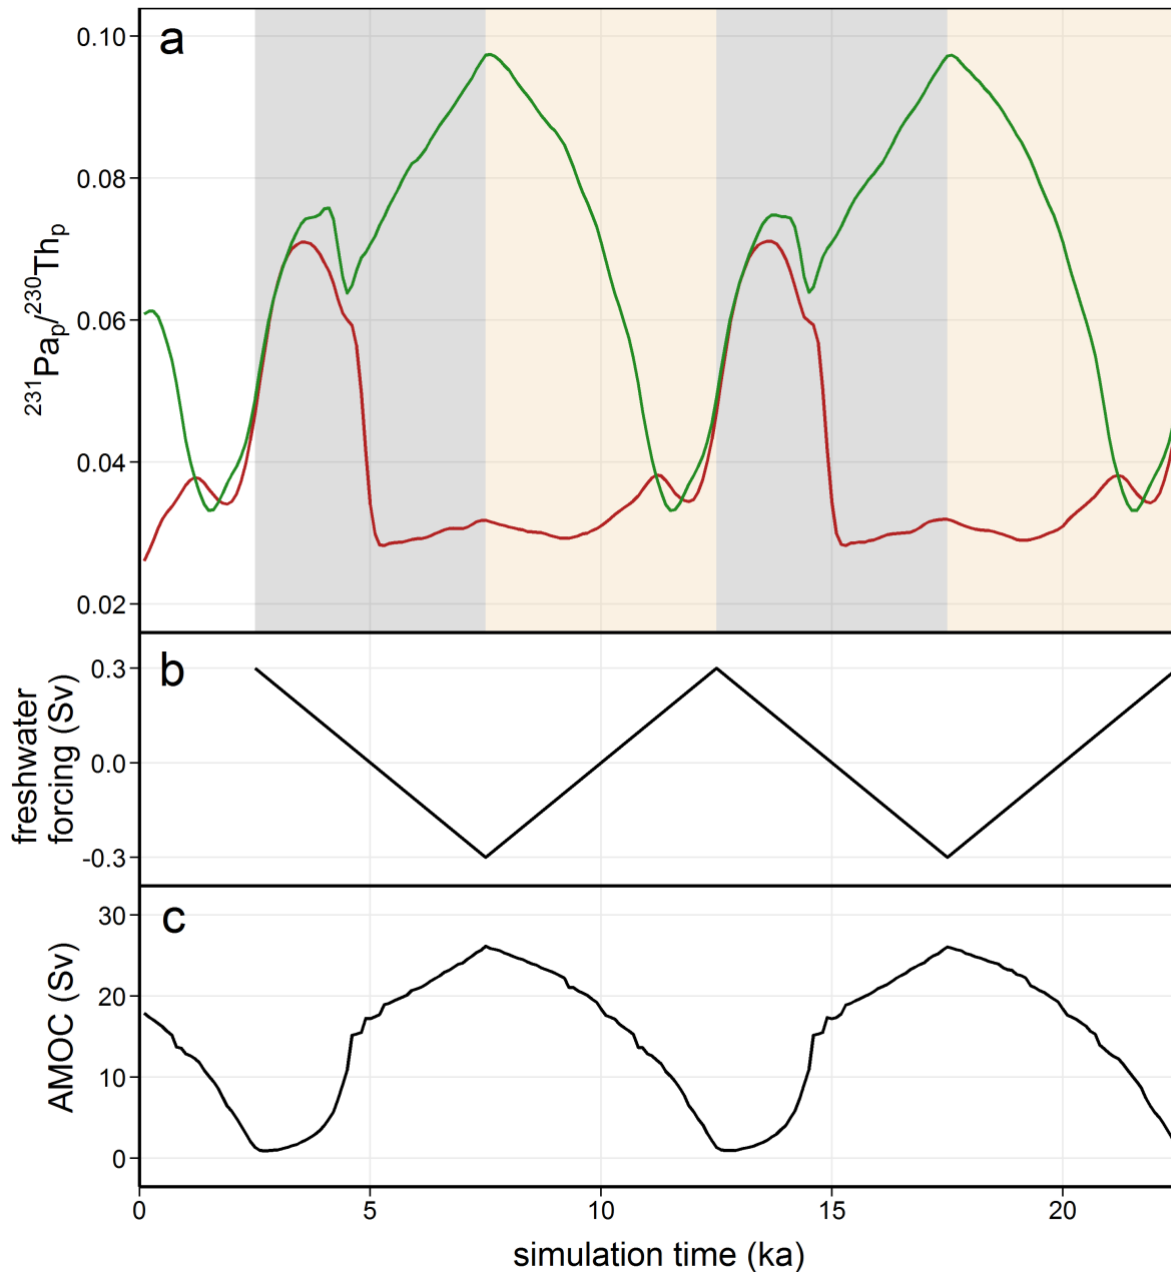 a
0.10
0.08
0.06
0.04
0.02
²³¹Paₚ/²³⁰Thₚ
b
0.3
0.0
-0.3
freshwater
forcing (Sv)
c
30
20
10
0
AMOC (Sv)
0 5 10 15 20
simulation time (ka)